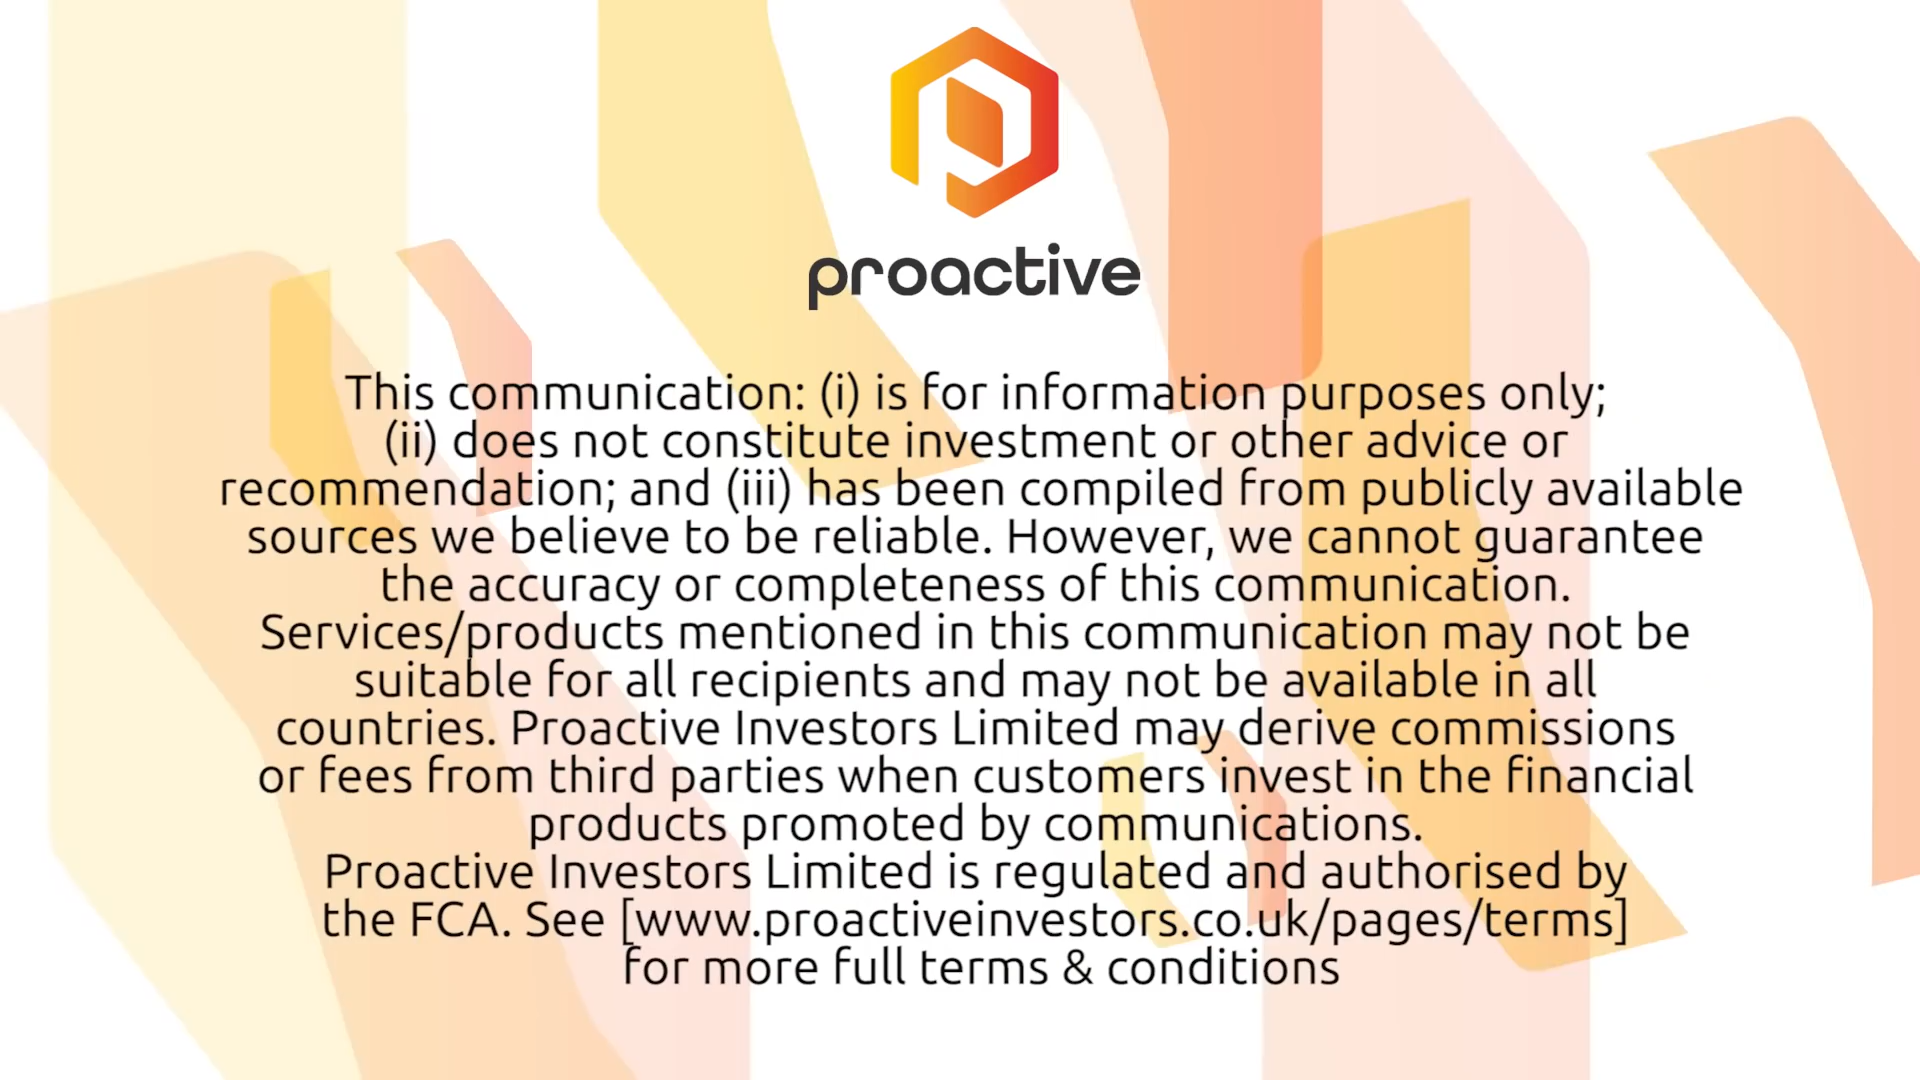 proactive
This communication: (i) is for information purposes only;
(ii) does not constitute investment or other advice or
recommendation; and (iii) has been compiled from publicly available
sources we believe to be reliable. However, we cannot guarantee
the accuracy or completeness of this communication.
Services/products mentioned in this communication may not be
suitable for all recipients and may not be available in all
countries. Proactive Investors Limited may derive commissions
or fees from third parties when customers invest in the financial
products promoted by communications.
Proactive Investors Limited is regulated and authorised by
the FCA. See [www.proactiveinvestors.co.uk/pages/terms]
for more full terms & conditions